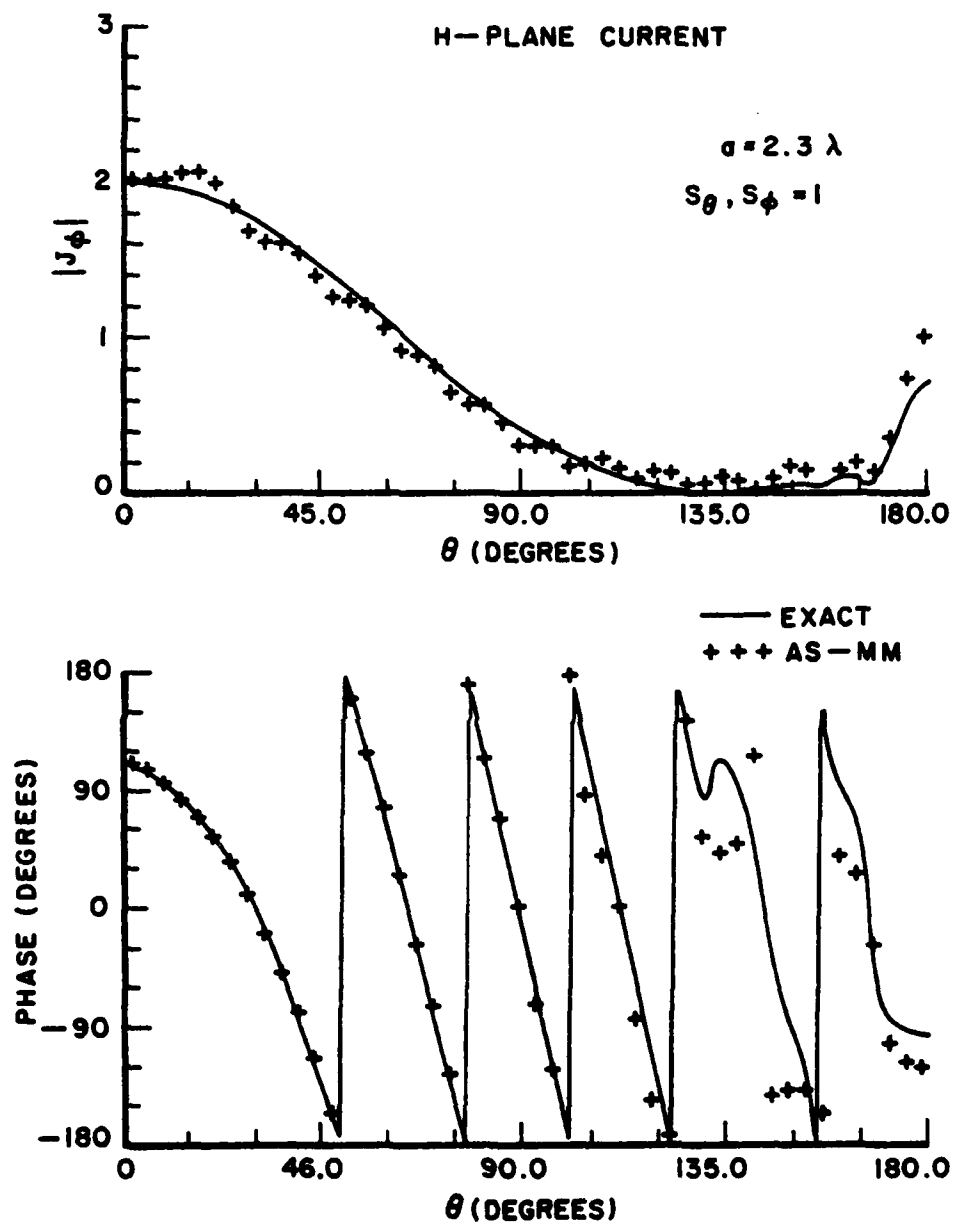 H-PLANE CURRENT
3
a = 2.3 λ
Sθ, Sϕ = 1
2
|Jϕ|
1
0
0 45.0 90.0 135.0 180.0
θ (DEGREES)
EXACT
+ + + AS-MM
180
90
PHASE (DEGREES)
0
-90
-180
0 46.0 90.0 135.0 180.0
θ (DEGREES)